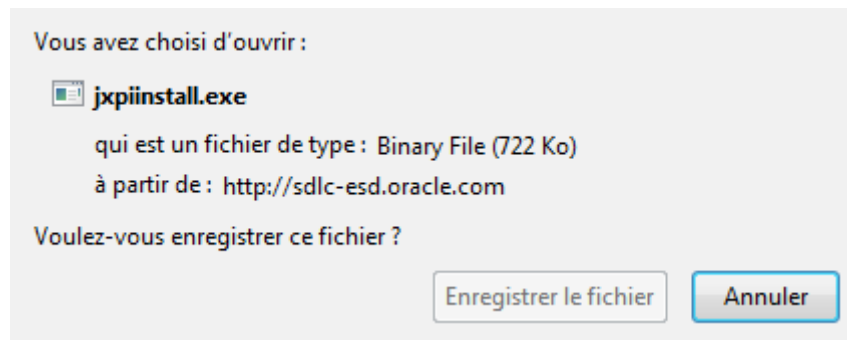 Vous avez choisi d'ouvrir :
jxpiinstall.exe
qui est un fichier de type : Binary File (722 Ko)
à partir de : http://sdlc-esd.oracle.com
Voulez-vous enregistrer ce fichier ?
Enregistrer le fichier Annuler